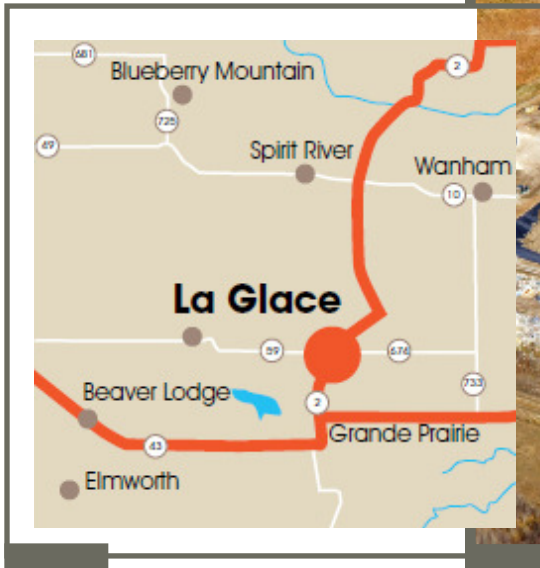 681
2
Blueberry Mountain
725
49
Spirit River
Wanham
10
La Glace
59
674
733
Beaver Lodge
2
Grande Prairie
43
Elmworth